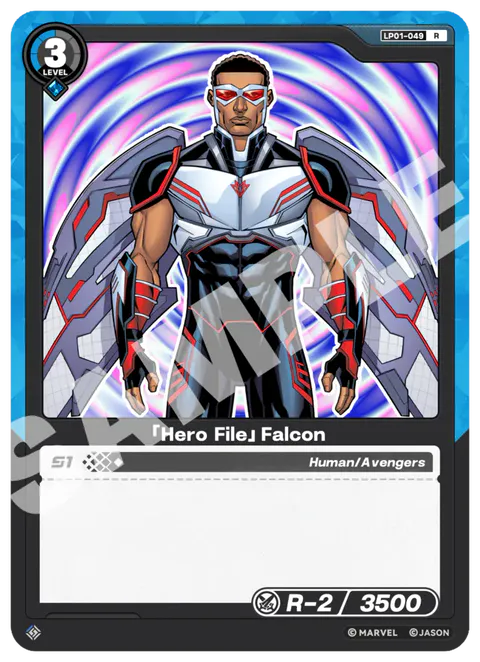 LP01-049 R
3
LEVEL
「Hero File」Falcon
S1
Human/Avengers
R-2 / 3500
©MARVEL ©JASON
SAMPLE